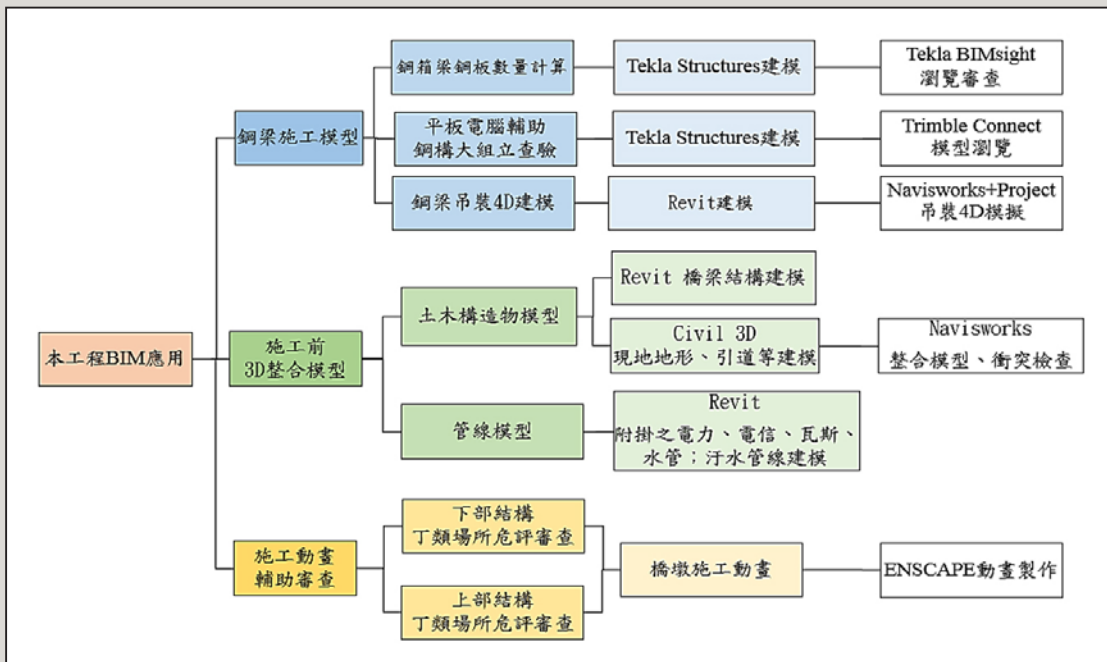 鋼箱梁鋼板數量計算
Tekla Structures建模
Tekla BIMsight
瀏覽審查
鋼梁施工模型
平板電腦輔助
鋼構大組立查驗
Tekla Structures建模
Trimble Connect
模型瀏覽
鋼梁吊裝4D建模
Revit建模
Navisworks+Project
吊裝4D模擬
本工程BIM應用
施工前
3D整合模型
土木構造物模型
Revit 橋梁結構建模
Civil 3D
現地地形、引道等建模
Navisworks
整合模型、衝突檢查
管線模型
Revit
附掛之電力、電信、瓦斯、
水管；汙水管線建模
施工動畫
輔助審查
下部結構
丁類場所危評審查
上部結構
丁類場所危評審查
橋墩施工動畫
ENSCAPE動畫製作